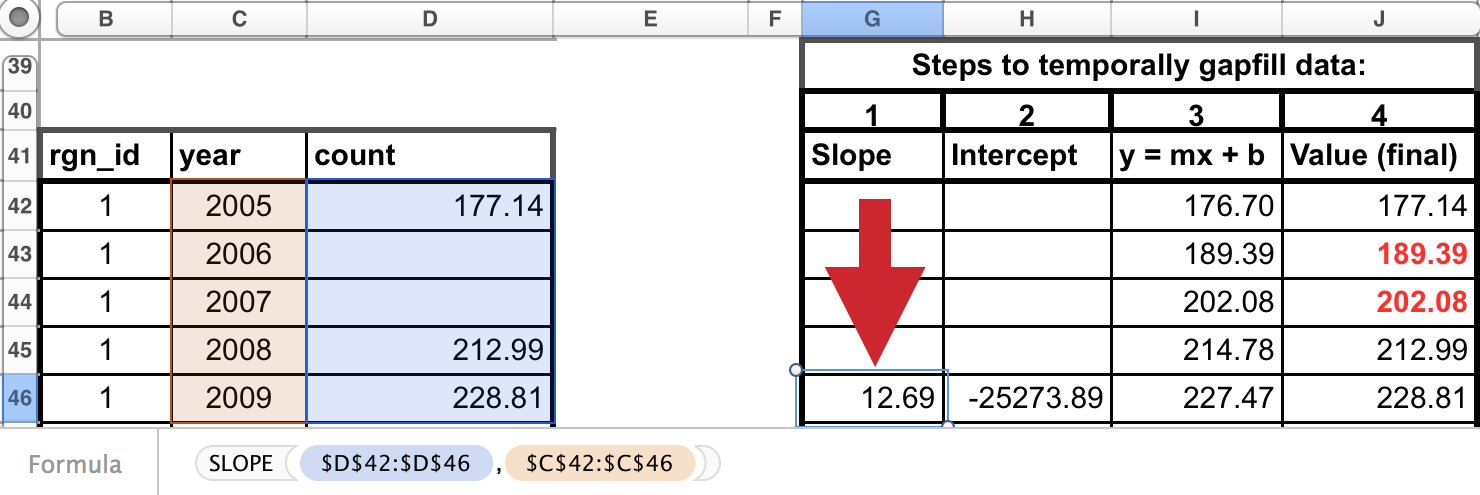 B C D E F G H I J
39 Steps to temporally gapfill data:
40 1 2 3 4
41 rgn_id year count Slope Intercept y = mx + b Value (final)
42 1 2005 177.14 176.70 177.14
43 1 2006 189.39 189.39
44 1 2007 202.08 202.08
45 1 2008 212.99 214.78 212.99
46 1 2009 228.81 12.69 -25273.89 227.47 228.81
Formula SLOPE ( $D$42:$D$46 , $C$42:$C$46 )